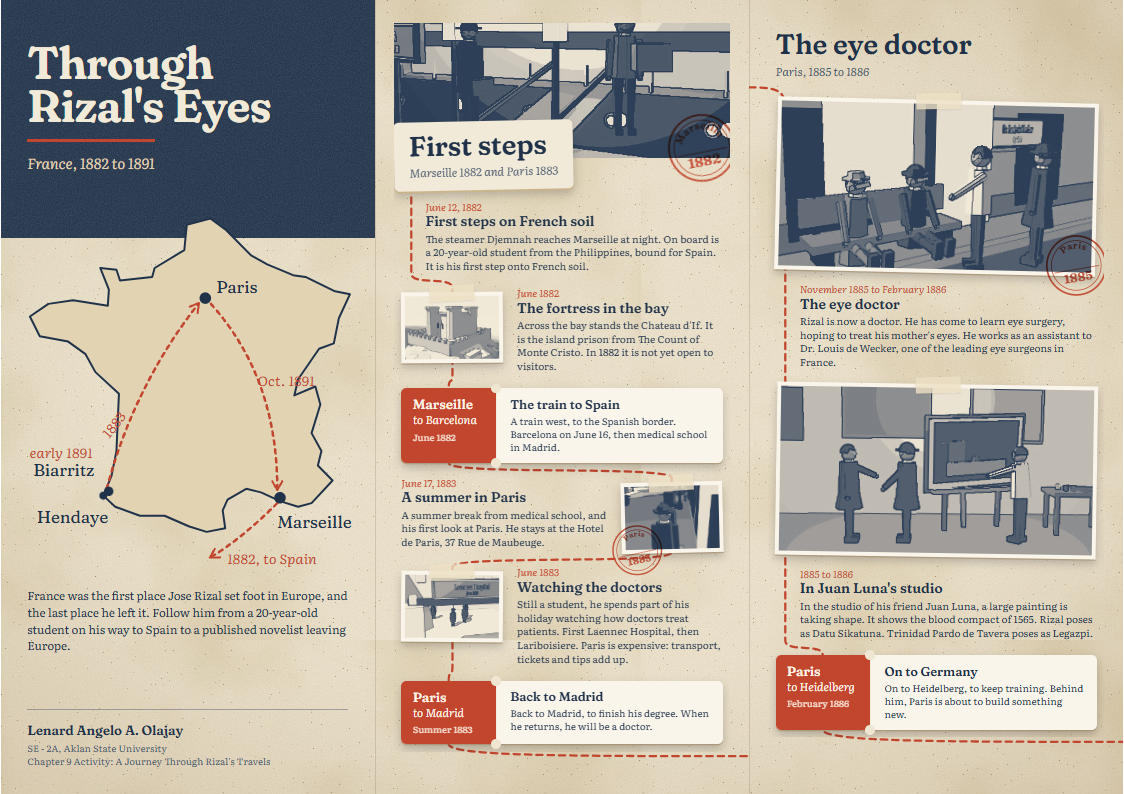 Through
Rizal's Eyes
France, 1882 to 1891
Paris
Oct. 1891
1883
early 1891
Biarritz
Hendaye
Marseille
1882, to Spain
France was the first place Jose Rizal set foot in Europe, and
the last place he left it. Follow him from a 20-year-old
student on his way to Spain to a published novelist leaving
Europe.
Lenard Angelo A. Olajay
SE - 2A, Aklan State University
Chapter 9 Activity: A Journey Through Rizal's Travels
First steps
Marseille 1882 and Paris 1883
1882
June 12, 1882
First steps on French soil
The steamer Djemnah reaches Marseille at night. On board is
a 20-year-old student from the Philippines, bound for Spain.
It is his first step onto French soil.
June 1882
The fortress in the bay
Across the bay stands the Chateau d'If. It
is the island prison from The Count of
Monte Cristo. In 1882 it is not yet open to
visitors.
Marseille
to Barcelona
June 1882
The train to Spain
A train west, to the Spanish border.
Barcelona on June 16, then medical school
in Madrid.
June 17, 1883
A summer in Paris
A summer break from medical school, and
his first look at Paris. He stays at the Hotel
de Paris, 37 Rue de Maubeuge.
Paris
1883
June 1883
Watching the doctors
Still a student, he spends part of his
holiday watching how doctors treat
patients. First Laennec Hospital, then
Lariboisiere. Paris is expensive: transport,
tickets and tips add up.
Paris
to Madrid
Summer 1883
Back to Madrid
Back to Madrid, to finish his degree. When
he returns, he will be a doctor.
The eye doctor
Paris, 1885 to 1886
Paris
1885
November 1885 to February 1886
The eye doctor
Rizal is now a doctor. He has come to learn eye surgery,
hoping to treat his mother's eyes. He works as an assistant to
Dr. Louis de Wecker, one of the leading eye surgeons in
France.
1885 to 1886
In Juan Luna's studio
In the studio of his friend Juan Luna, a large painting is
taking shape. It shows the blood compact of 1565. Rizal poses
as Datu Sikatuna. Trinidad Pardo de Tavera poses as Legazpi.
Paris
to Heidelberg
February 1886
On to Germany
On to Heidelberg, to keep training. Behind
him, Paris is about to build something
new.